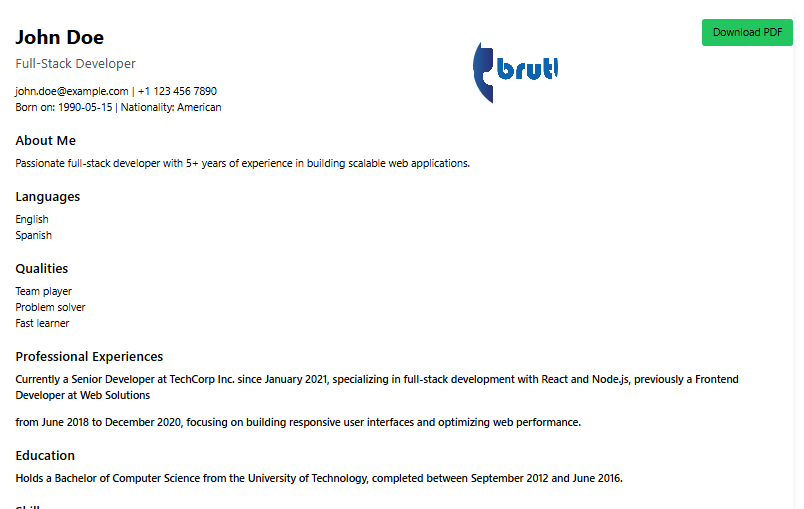 John Doe
Download PDF
Full-Stack Developer
brut!
john.doe@example.com | +1 123 456 7890
Born on: 1990-05-15 | Nationality: American
About Me
Passionate full-stack developer with 5+ years of experience in building scalable web applications.
Languages
English
Spanish
Qualities
Team player
Problem solver
Fast learner
Professional Experiences
Currently a Senior Developer at TechCorp Inc. since January 2021, specializing in full-stack development with React and Node.js, previously a Frontend
Developer at Web Solutions
from June 2018 to December 2020, focusing on building responsive user interfaces and optimizing web performance.
Education
Holds a Bachelor of Computer Science from the University of Technology, completed between September 2012 and June 2016.